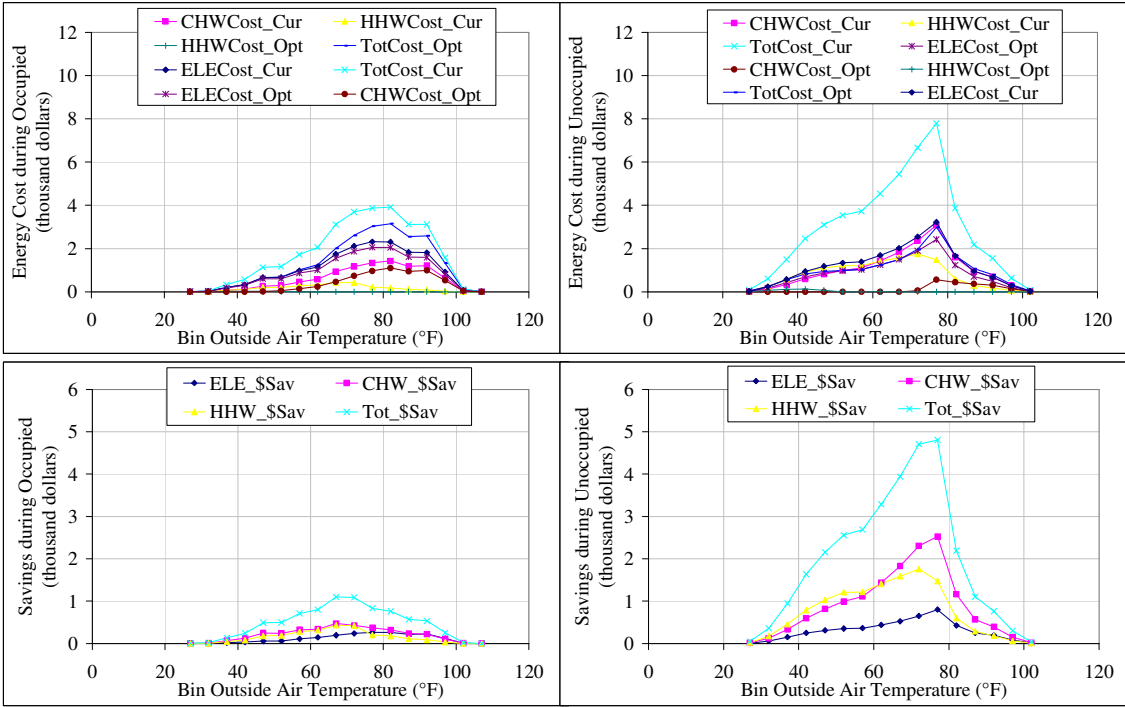 CHWCost_Cur HHWCost_Cur
HHWCost_Opt TotCost_Opt
ELECost_Cur TotCost_Cur
ELECost_Opt CHWCost_Opt
Energy Cost during Occupied
(thousand dollars)
12
10
8
6
4
2
0
0 20 40 60 80 100 120
Bin Outside Air Temperature (°F)
CHWCost_Cur HHWCost_Cur
TotCost_Cur ELECost_Opt
CHWCost_Opt HHWCost_Opt
TotCost_Opt ELECost_Cur
Energy Cost during Unoccupied
(thousand dollars)
12
10
8
6
4
2
0
0 20 40 60 80 100 120
Bin Outside Air Temperature (°F)
ELE_$Sav CHW_$Sav
HHW_$Sav Tot_$Sav
Savings during Occupied
(thousand dollars)
6
5
4
3
2
1
0
0 20 40 60 80 100 120
Bin Outside Air Temperature (°F)
ELE_$Sav CHW_$Sav
HHW_$Sav Tot_$Sav
Savings during Unoccupied
(thousand dollars)
6
5
4
3
2
1
0
0 20 40 60 80 100 120
Bin Outside Air Temperature (°F)